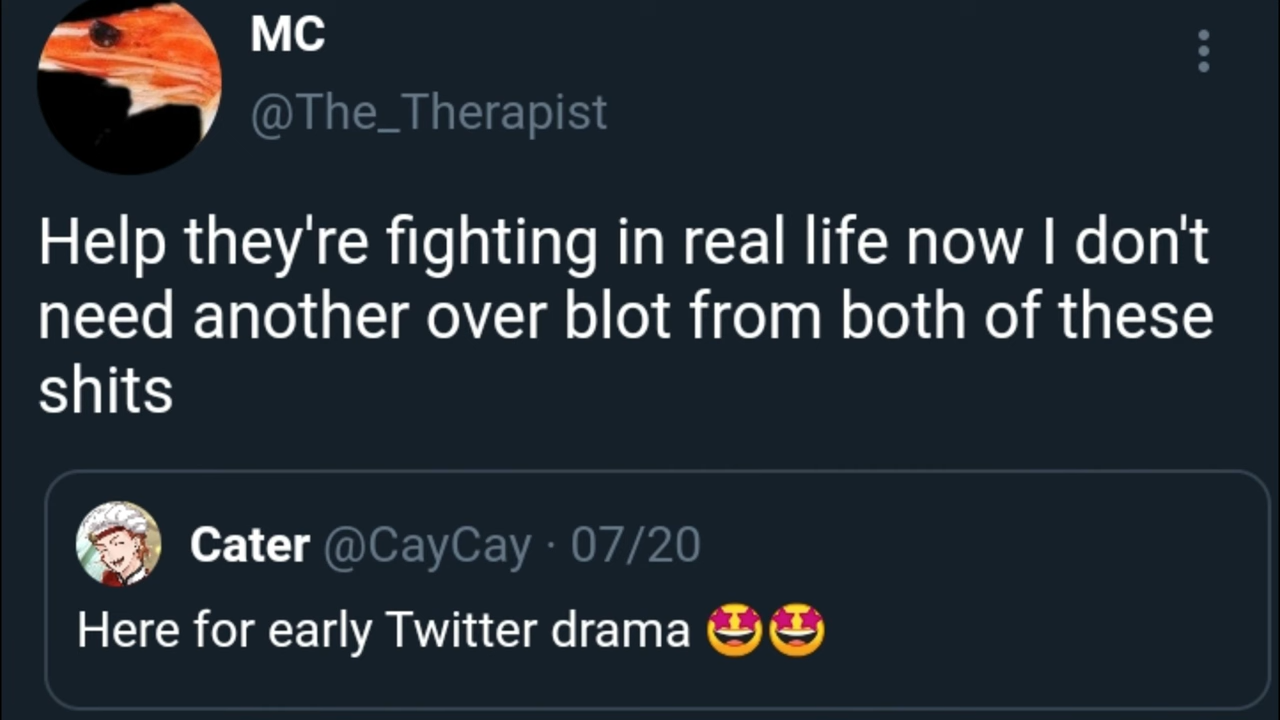 MC
@The_Therapist
Help they're fighting in real life now I don't
need another over blot from both of these
shits
Cater @CayCay · 07/20
Here for early Twitter drama 🤩🤩